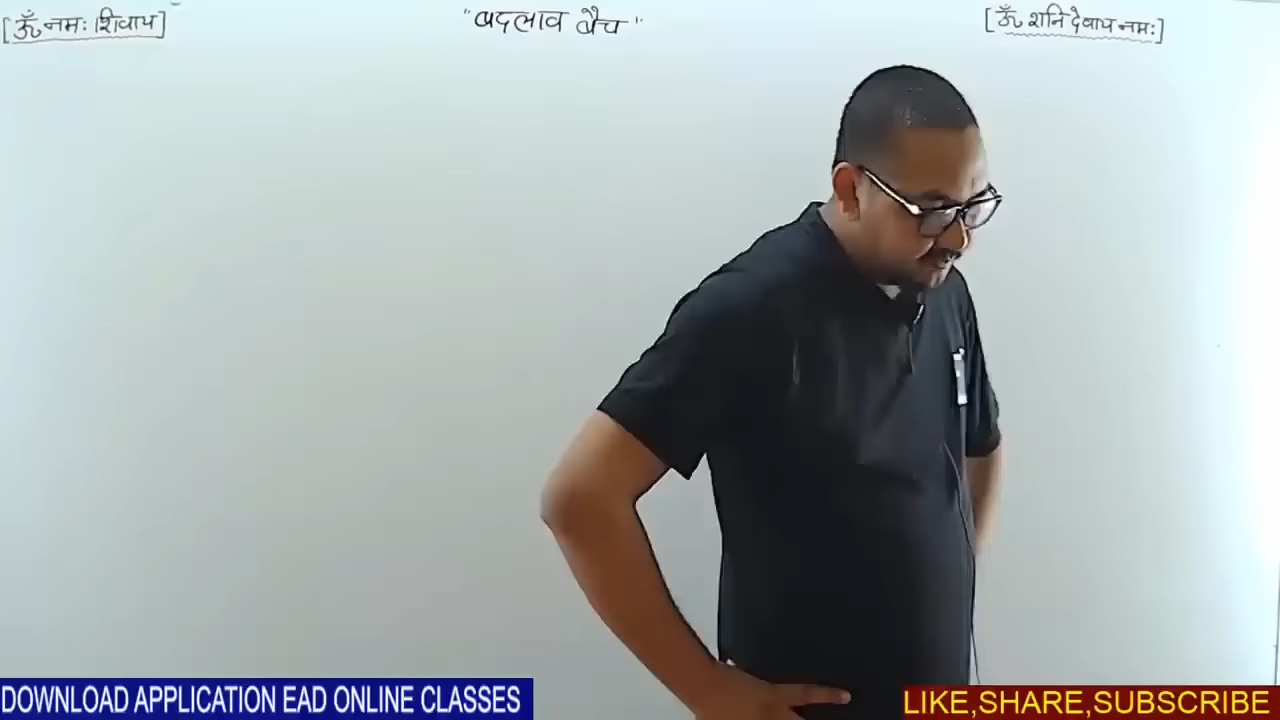 [ॐ नमः शिवाय]
"बदलाव बैच"
[ॐ शनि देवाय नमः]
DOWNLOAD APPLICATION EAD ONLINE CLASSES
LIKE,SHARE,SUBSCRIBE